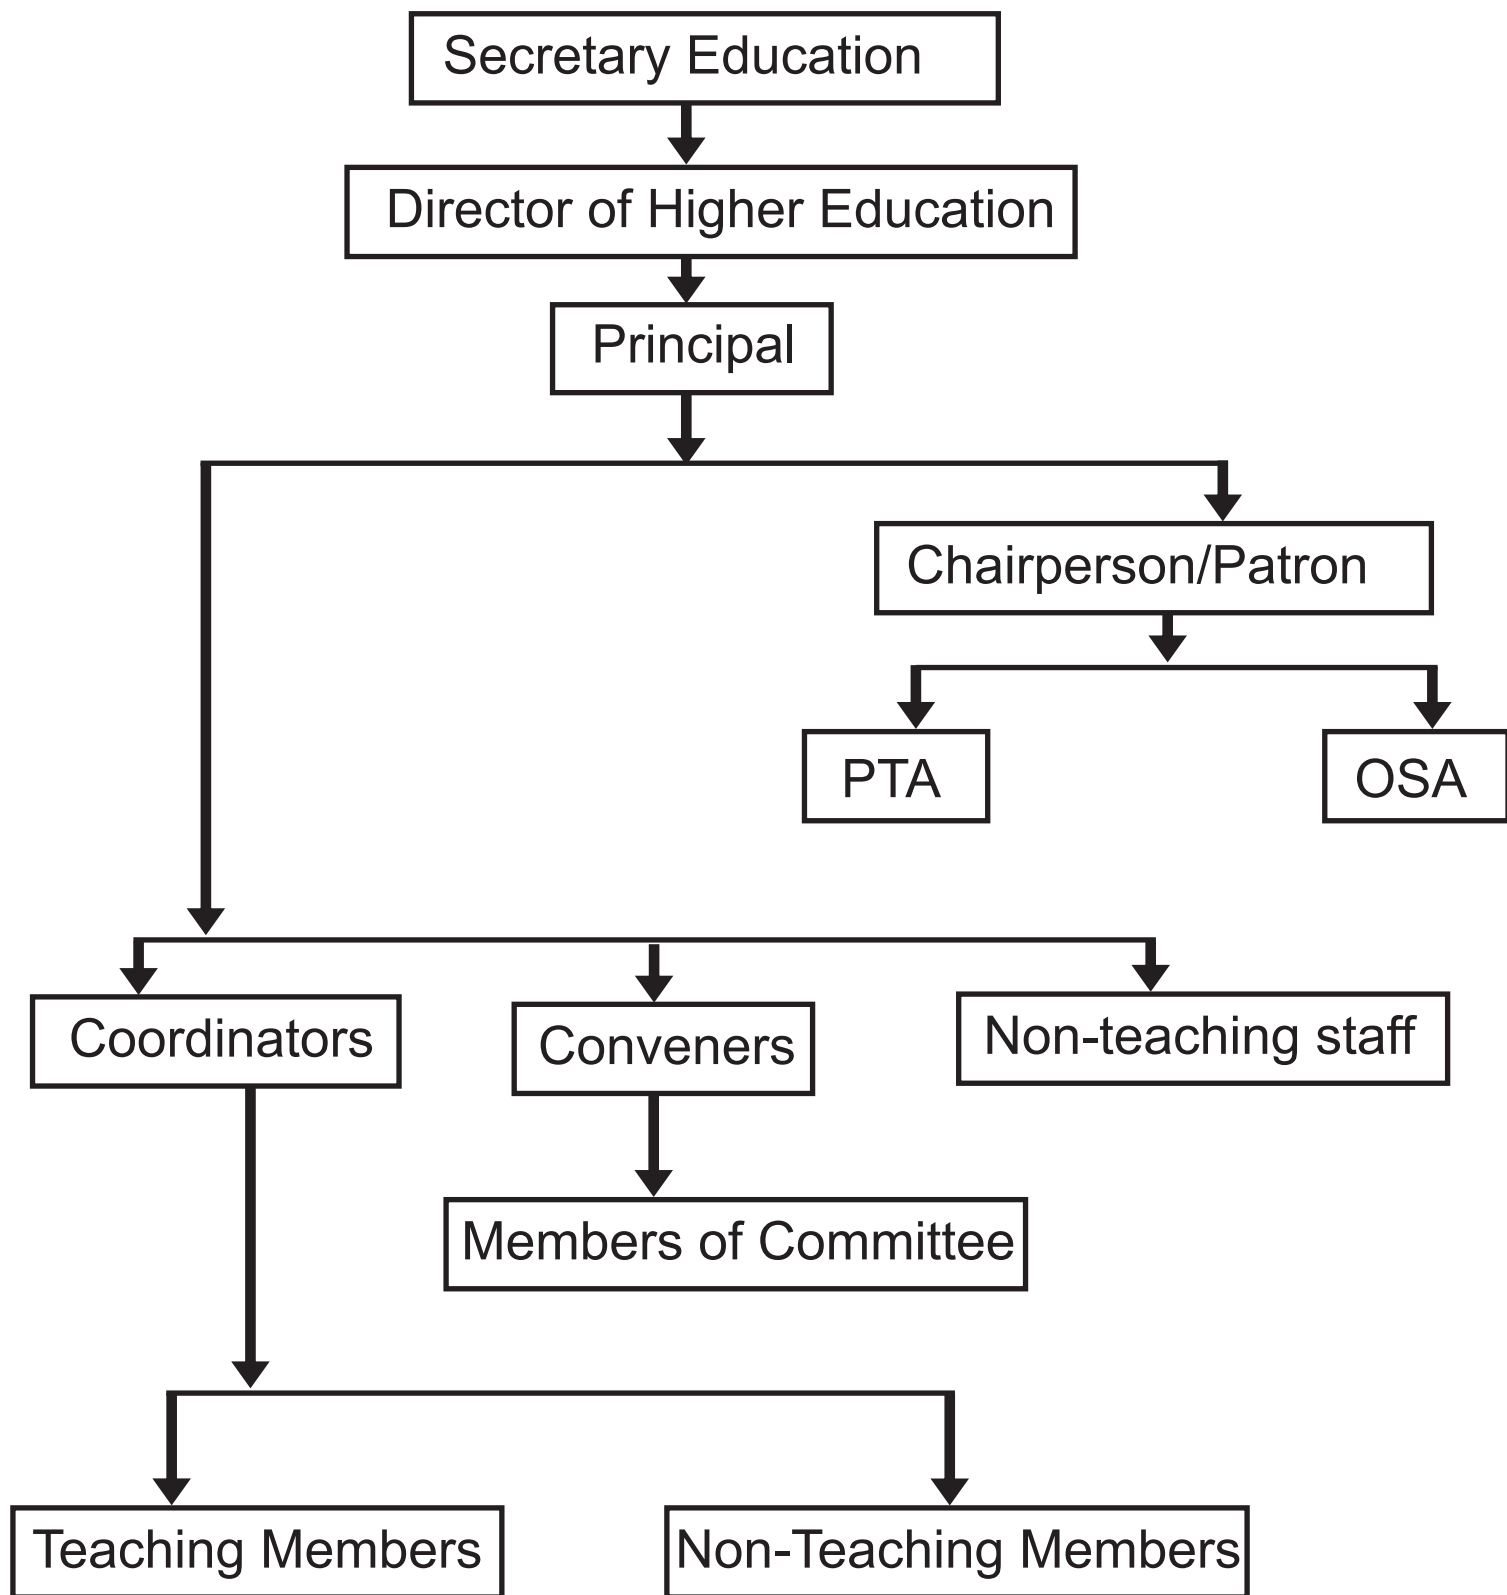 Secretary Education
Director of Higher Education
Principal
Chairperson/Patron
PTA
OSA
Coordinators
Conveners
Non-teaching staff
Members of Committee
Teaching Members
Non-Teaching Members